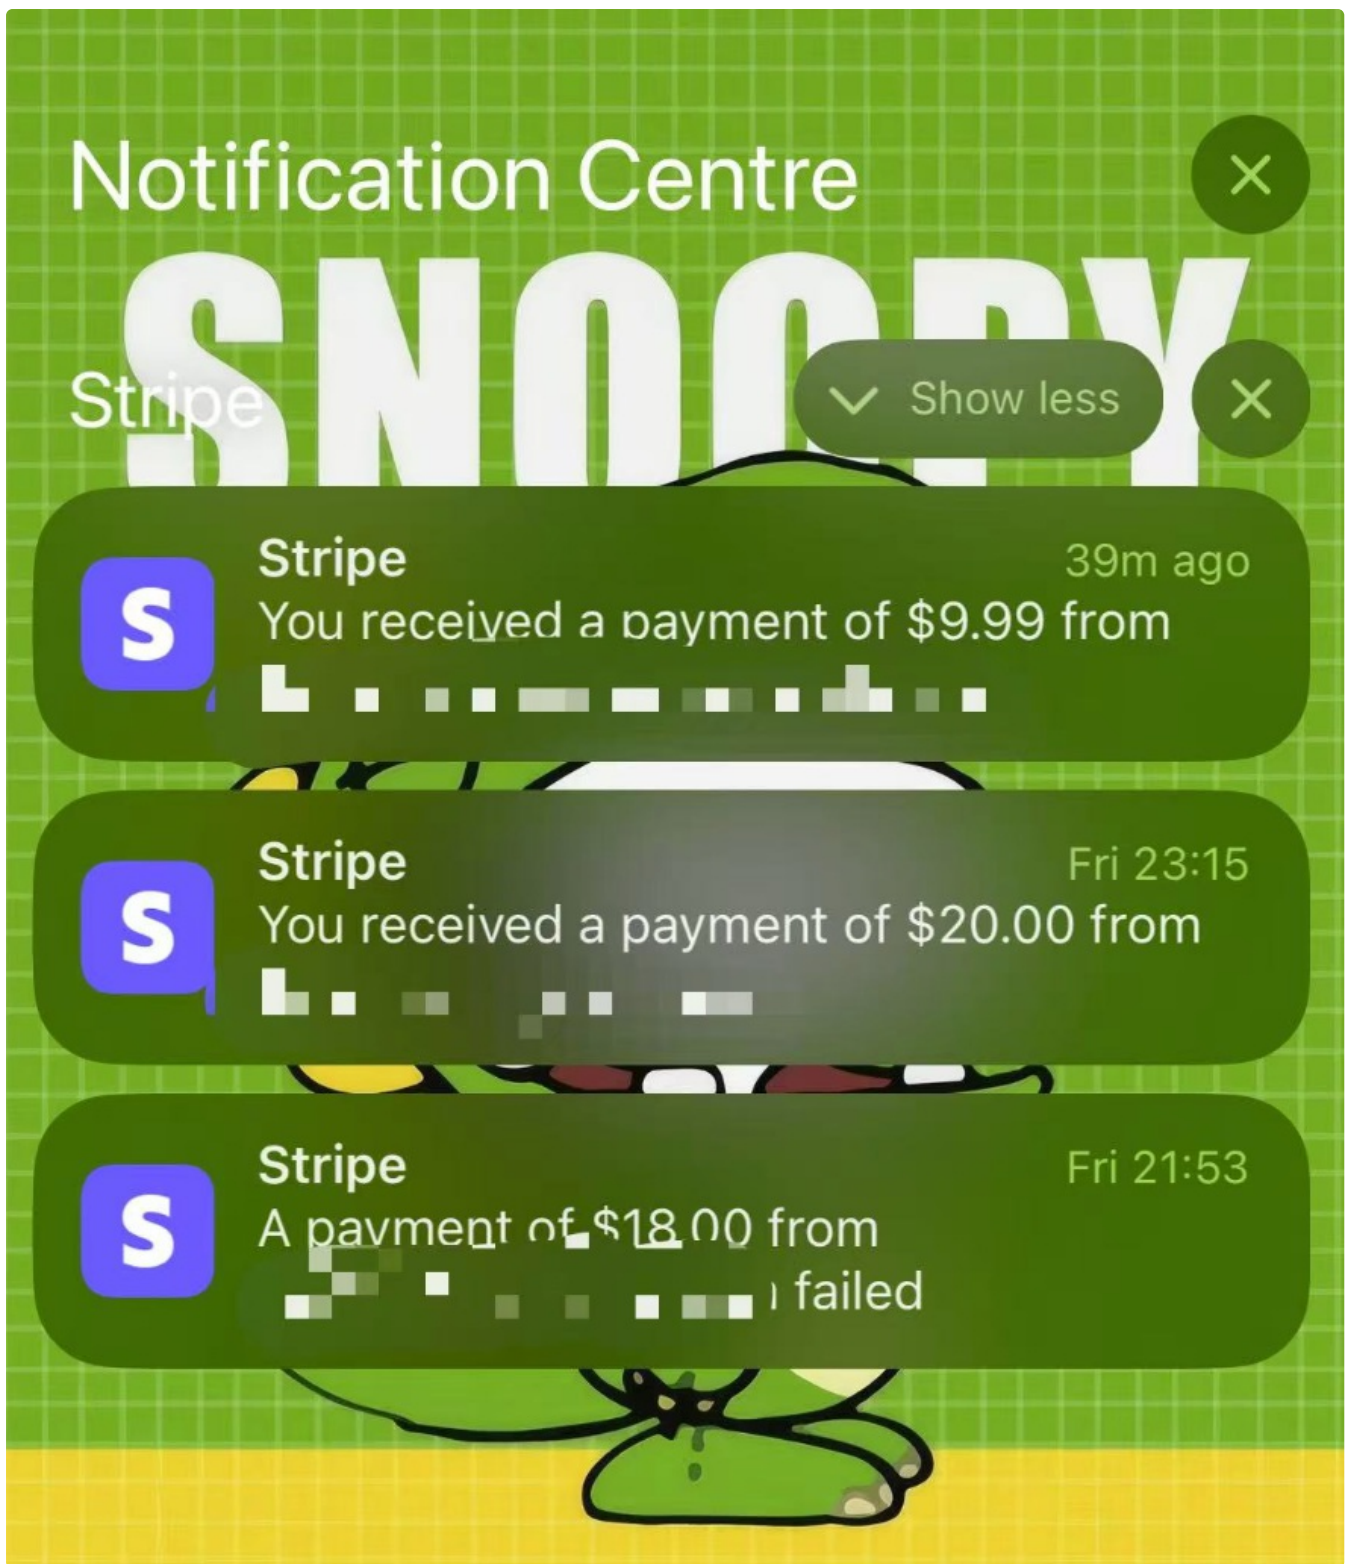 Notification Centre
SNOOPY
Stripe
Show less
S
Stripe
39m ago
You received a payment of $9.99 from
S
Stripe
Fri 23:15
You received a payment of $20.00 from
S
Stripe
Fri 21:53
A payment of $18.00 from
failed